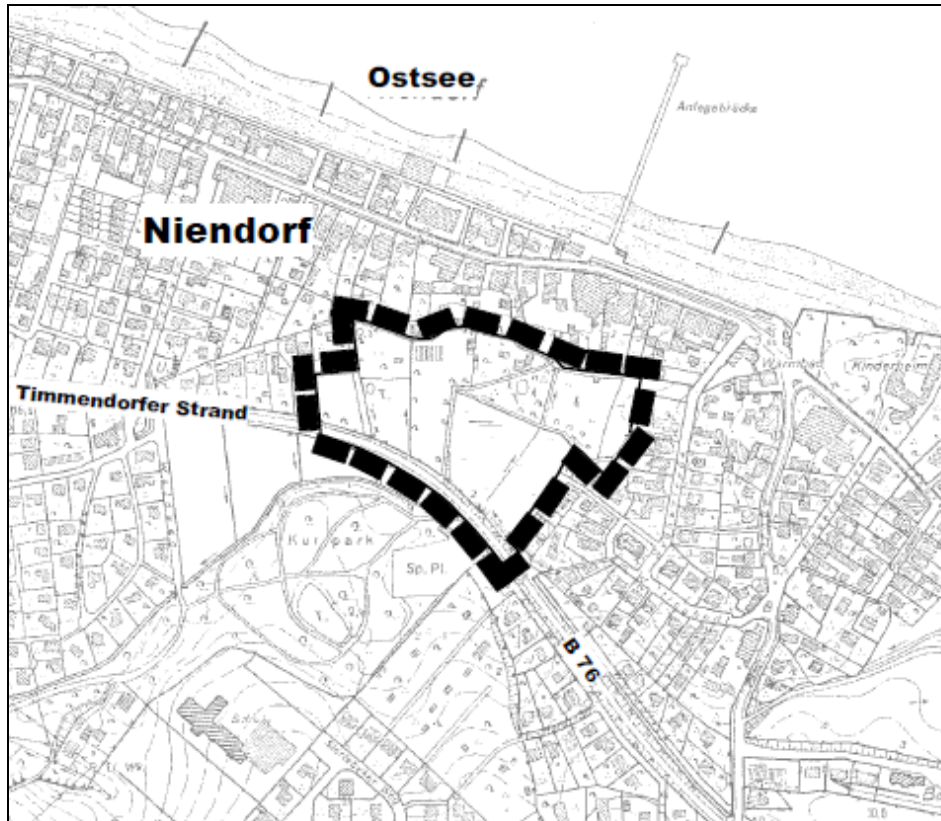 Ostsee
Anlegebrücke
Niendorf
Kinderheim
Timmendorfer Strand
Kurpark
Sp. Pl.
B 76